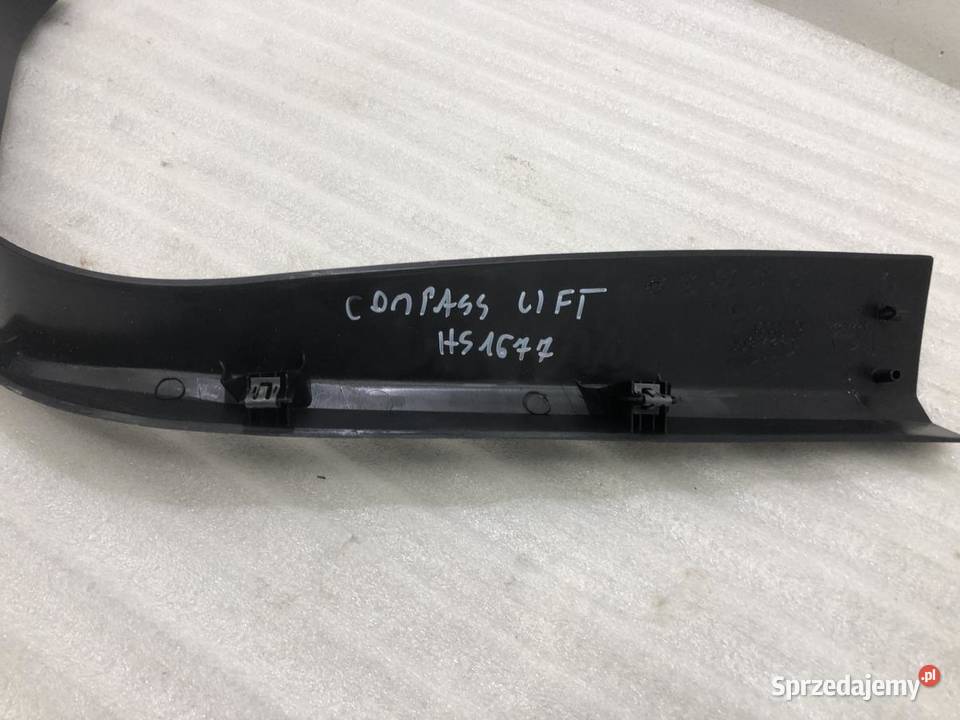 COMPASS LIFT
HS1677
Sprzedajemy.pl